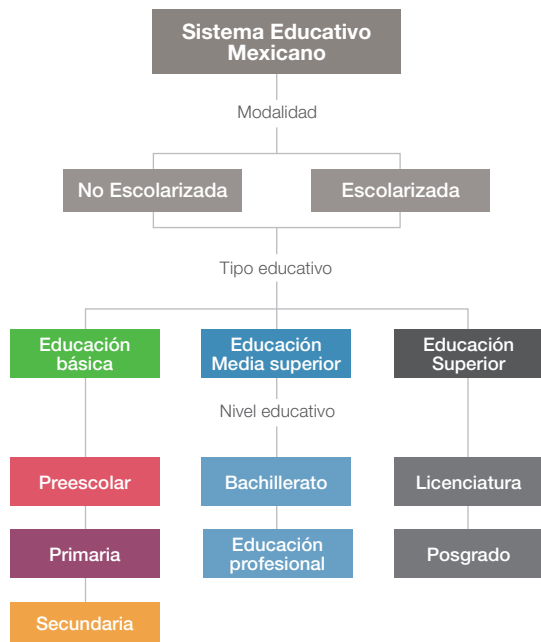 Sistema Educativo
Mexicano
Modalidad
No Escolarizada
Escolarizada
Tipo educativo
Educación
básica
Educación
Media superior
Educación
Superior
Nivel educativo
Preescolar
Bachillerato
Licenciatura
Primaria
Educación
profesional
Posgrado
Secundaria